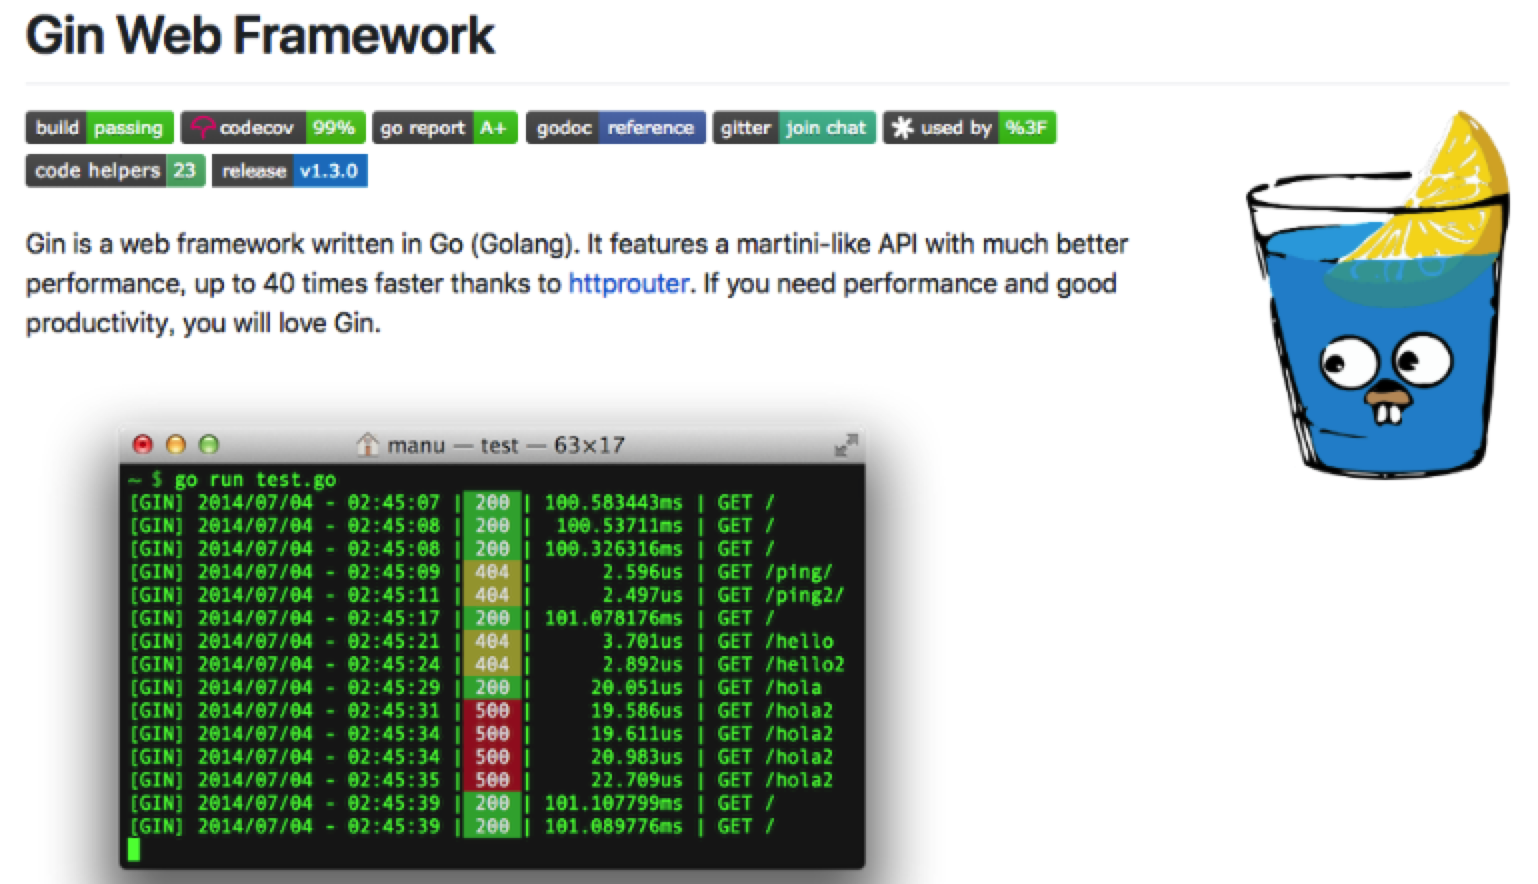 Gin Web Framework
build passing codecov 99% go report A+ godoc reference gitter join chat used by %3F
code helpers 23 release v1.3.0
Gin is a web framework written in Go (Golang). It features a martini-like API with much better
performance, up to 40 times faster thanks to httprouter. If you need performance and good
productivity, you will love Gin.
manu — test — 63×17
~ $ go run test.go
[GIN] 2014/07/04 - 02:45:07 | 200 | 100.583443ms | GET /
[GIN] 2014/07/04 - 02:45:08 | 200 | 100.53711ms | GET /
[GIN] 2014/07/04 - 02:45:08 | 200 | 100.326316ms | GET /
[GIN] 2014/07/04 - 02:45:09 | 404 | 2.596us | GET /ping/
[GIN] 2014/07/04 - 02:45:11 | 404 | 2.497us | GET /ping2/
[GIN] 2014/07/04 - 02:45:17 | 200 | 101.078176ms | GET /
[GIN] 2014/07/04 - 02:45:21 | 404 | 3.701us | GET /hello
[GIN] 2014/07/04 - 02:45:24 | 404 | 2.892us | GET /hello2
[GIN] 2014/07/04 - 02:45:29 | 200 | 20.051us | GET /hola
[GIN] 2014/07/04 - 02:45:31 | 500 | 19.586us | GET /hola2
[GIN] 2014/07/04 - 02:45:34 | 500 | 19.611us | GET /hola2
[GIN] 2014/07/04 - 02:45:34 | 500 | 20.983us | GET /hola2
[GIN] 2014/07/04 - 02:45:35 | 500 | 22.709us | GET /hola2
[GIN] 2014/07/04 - 02:45:39 | 200 | 101.107799ms | GET /
[GIN] 2014/07/04 - 02:45:39 | 200 | 101.089776ms | GET /